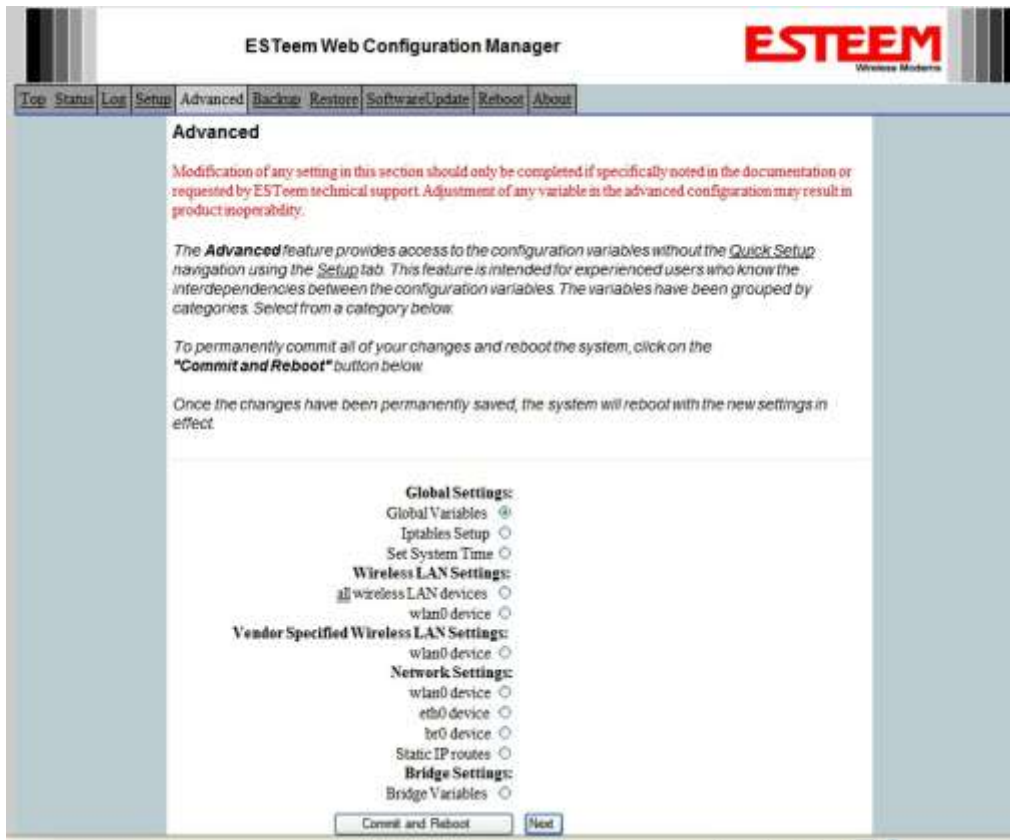 ESTeem Web Configuration Manager
ESTEEM
Wireless Modems
Top Status Log Setup Advanced Backup Restore SoftwareUpdate Reboot About
Advanced
Modification of any setting in this section should only be completed if specifically noted in the documentation or
requested by ESTeem technical support. Adjustment of any variable in the advanced configuration may result in
product inoperability.
The Advanced feature provides access to the configuration variables without the Quick Setup
navigation using the Setup tab. This feature is intended for experienced users who know the
interdependencies between the configuration variables. The variables have been grouped by
categories. Select from a category below.
To permanently commit all of your changes and reboot the system, click on the
"Commit and Reboot" button below.
Once the changes have been permanently saved, the system will reboot with the new settings in
effect.
Global Settings:
Global Variables
Iptables Setup
Set System Time
Wireless LAN Settings:
all wireless LAN devices
wlan0 device
Vendor Specified Wireless LAN Settings:
wlan0 device
Network Settings:
wlan0 device
eth0 device
br0 device
Static IP routes
Bridge Settings:
Bridge Variables
Commit and Reboot Next